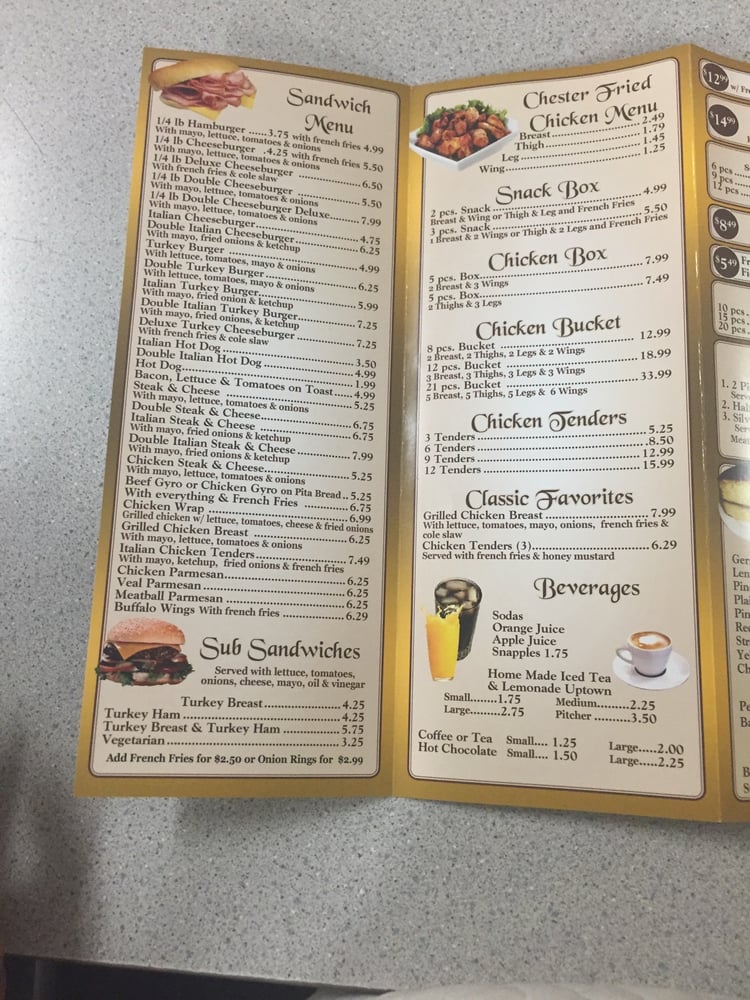 Sandwich
Menu
1/4 lb Hamburger ......3.75 with french fries 4.99
With mayo, lettuce, tomatoes & onions
1/4 lb Cheeseburger .4.25 with french fries 5.50
With mayo, lettuce, tomatoes & onions
1/4 lb Deluxe Cheeseburger ..................6.50
With french fries & cole slaw
1/4 lb Double Cheeseburger ..................5.50
With mayo, lettuce, tomatoes & onions
1/4 lb Double Cheeseburger Deluxe.......7.99
With mayo, lettuce, tomatoes & onions
Italian Cheeseburger..........................4.75
Double Italian Cheeseburger................6.25
With mayo, fried onions & ketchup
Turkey Burger ..................................4.99
With lettuce, tomatoes, mayo & onions
Double Turkey Burger ........................6.25
With lettuce, tomatoes, mayo & onions
Italian Turkey Burger.........................5.99
With mayo, fried onion & ketchup
Double Italian Turkey Burger...............7.25
With mayo, fried onions, & ketchup
Deluxe Turkey Cheeseburger ...............7.25
With french fries & cole slaw
Italian Hot Dog .................................3.50
Double Italian Hot Dog .......................4.99
Hot Dog...........................................1.99
Bacon, Lettuce & Tomatoes on Toast.....4.99
Steak & Cheese .................................5.25
With mayo, lettuce, tomatoes & onions
Double Steak & Cheese.......................6.75
Italian Steak & Cheese .......................6.75
With mayo, fried onions & ketchup
Double Italian Steak & Cheese .............7.99
With mayo, fried onions & ketchup
Chicken Steak & Cheese......................5.25
With mayo, lettuce, tomatoes & onions
Beef Gyro or Chicken Gyro on Pita Bread..5.25
With everything & French Fries ............6.75
Chicken Wrap ...................................6.99
Grilled chicken w/ lettuce, tomatoes, cheese & fried onions
Grilled Chicken Breast .......................6.25
With mayo, lettuce, tomatoes & onions
Italian Chicken Tenders......................7.49
With mayo, ketchup, fried onions & french fries
Chicken Parmesan..............................6.25
Veal Parmesan...................................6.25
Meatball Parmesan .............................6.25
Buffalo Wings With french fries ............6.29
Sub Sandwiches
Served with lettuce, tomatoes,
onions, cheese, mayo, oil & vinegar
Turkey Breast......................4.25
Turkey Ham ......................................4.25
Turkey Breast & Turkey Ham ...............5.75
Vegetarian .......................................3.25
Add French Fries for $2.50 or Onion Rings for $2.99
Chester Fried
Chicken Menu
Breast.........................2.49
Thigh..........................1.79
Leg.............................1.45
Wing...........................1.25
Snack Box
2 pcs. Snack......................................4.99
Breast & Wing or Thigh & Leg and French Fries
3 pcs. Snack......................................5.50
1 Breast & 2 Wings or Thigh & 2 Legs and French Fries
Chicken Box
5 pcs. Box.........................................7.99
2 Breast & 3 Wings
5 pcs. Box.........................................7.49
2 Thighs & 3 Legs
Chicken Bucket
8 pcs. Bucket ................................ 12.99
2 Breast, 2 Thighs, 2 Legs & 2 Wings
12 pcs. Bucket ................................18.99
3 Breast, 3 Thighs, 3 Legs & 3 Wings
21 pcs. Bucket ................................33.99
5 Breast, 5 Thighs, 5 Legs & 6 Wings
Chicken Tenders
3 Tenders .........................................5.25
6 Tenders .........................................8.50
9 Tenders ........................................12.99
12 Tenders .......................................15.99
Classic Favorites
Grilled Chicken Breast .......................7.99
With lettuce, tomatoes, mayo, onions, french fries &
cole slaw
Chicken Tenders (3)............................6.29
Served with french fries & honey mustard
Beverages
Sodas
Orange Juice
Apple Juice
Snapples 1.75
Home Made Iced Tea
& Lemonade Uptown
Small........1.75 Medium........2.25
Large........2.75 Pitcher .........3.50
Coffee or Tea Small.... 1.25 Large.....2.00
Hot Chocolate Small.... 1.50 Large.....2.25
$12.99
w/ Fre
$14.99
6 pcs
9 pcs
12 pcs
$8.49
$5.49
10 pcs.
15 pcs.
20 pcs.